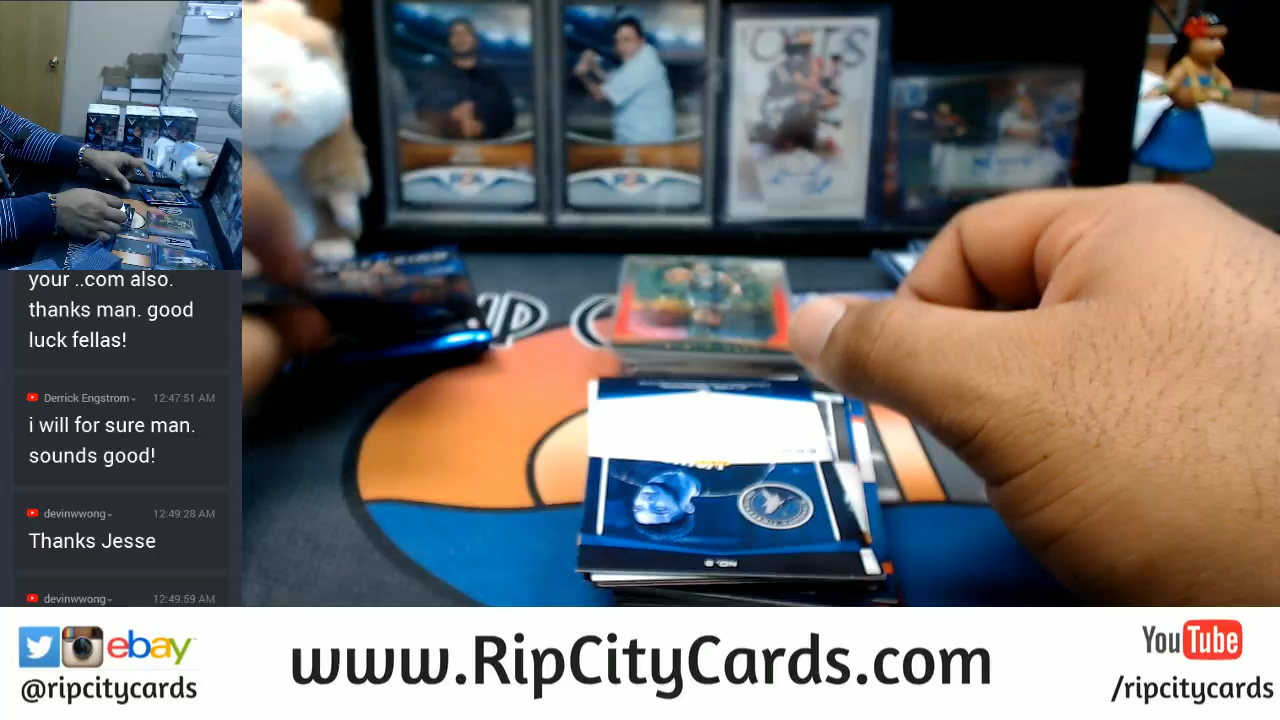 your ..com also.
thanks man. good
luck fellas!
Derrick Engstrom 12:47:51 AM
i will for sure man.
sounds good!
devinwwong 12:49:28 AM
Thanks Jesse
devinwwong 12:49:59 AM
ebay
@ripcitycards
www.RipCityCards.com
YouTube
/ripcitycards